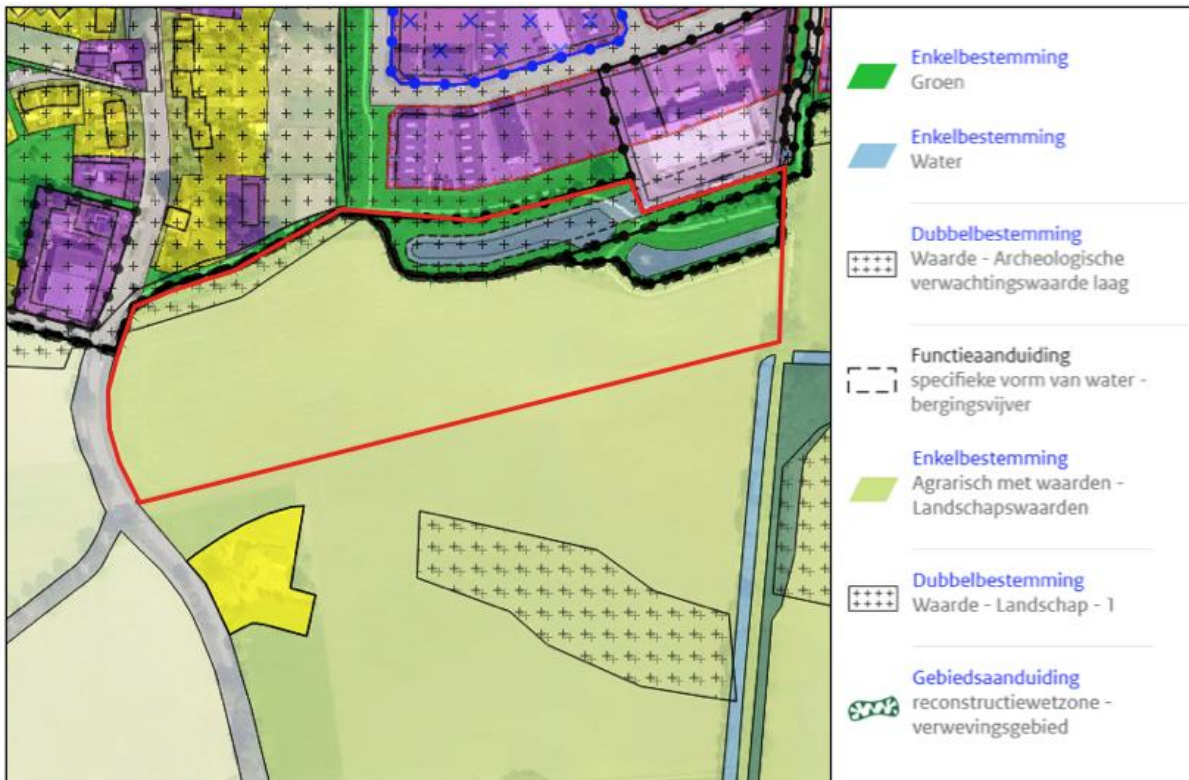 Enkelbestemming
Groen
Enkelbestemming
Water
Dubbelbestemming
Waarde - Archeologische
verwachtingswaarde laag
Functieaanduiding
specifieke vorm van water -
bergingsvijver
Enkelbestemming
Agrarisch met waarden -
Landschapswaarden
Dubbelbestemming
Waarde - Landschap - 1
Gebiedsaanduiding
reconstructiewetzone -
verwevingsgebied